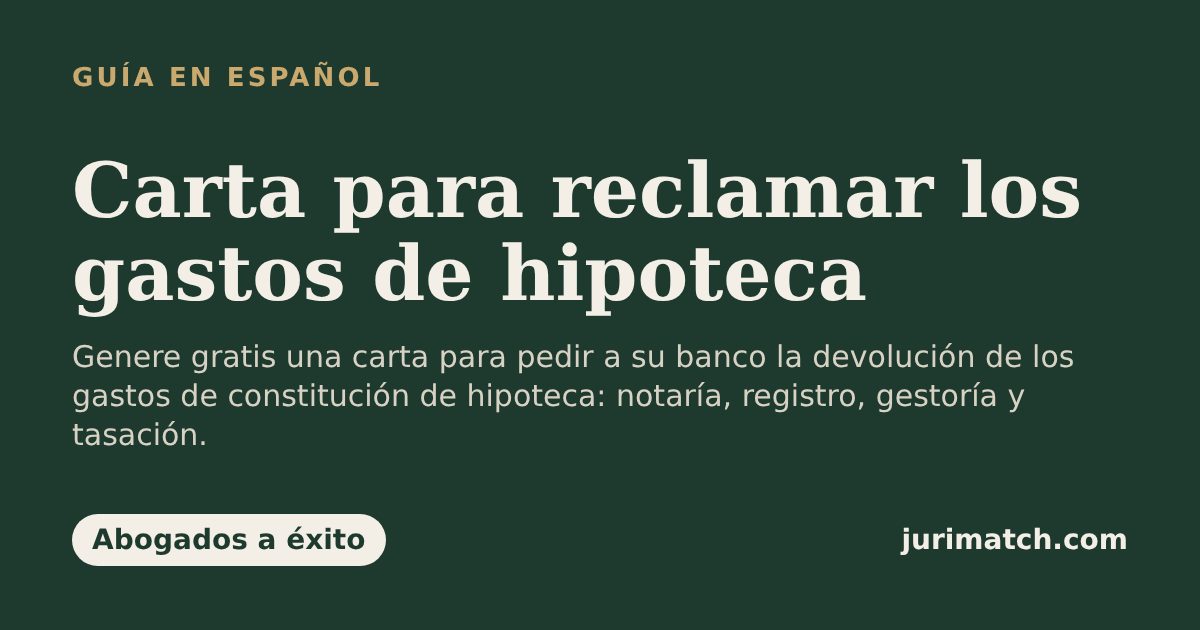 GUÍA EN ESPAÑOL
Carta para reclamar los
gastos de hipoteca
Genere gratis una carta para pedir a su banco la devolución de los
gastos de constitución de hipoteca: notaría, registro, gestoría y
tasación.
Abogados a éxito
jurimatch.com